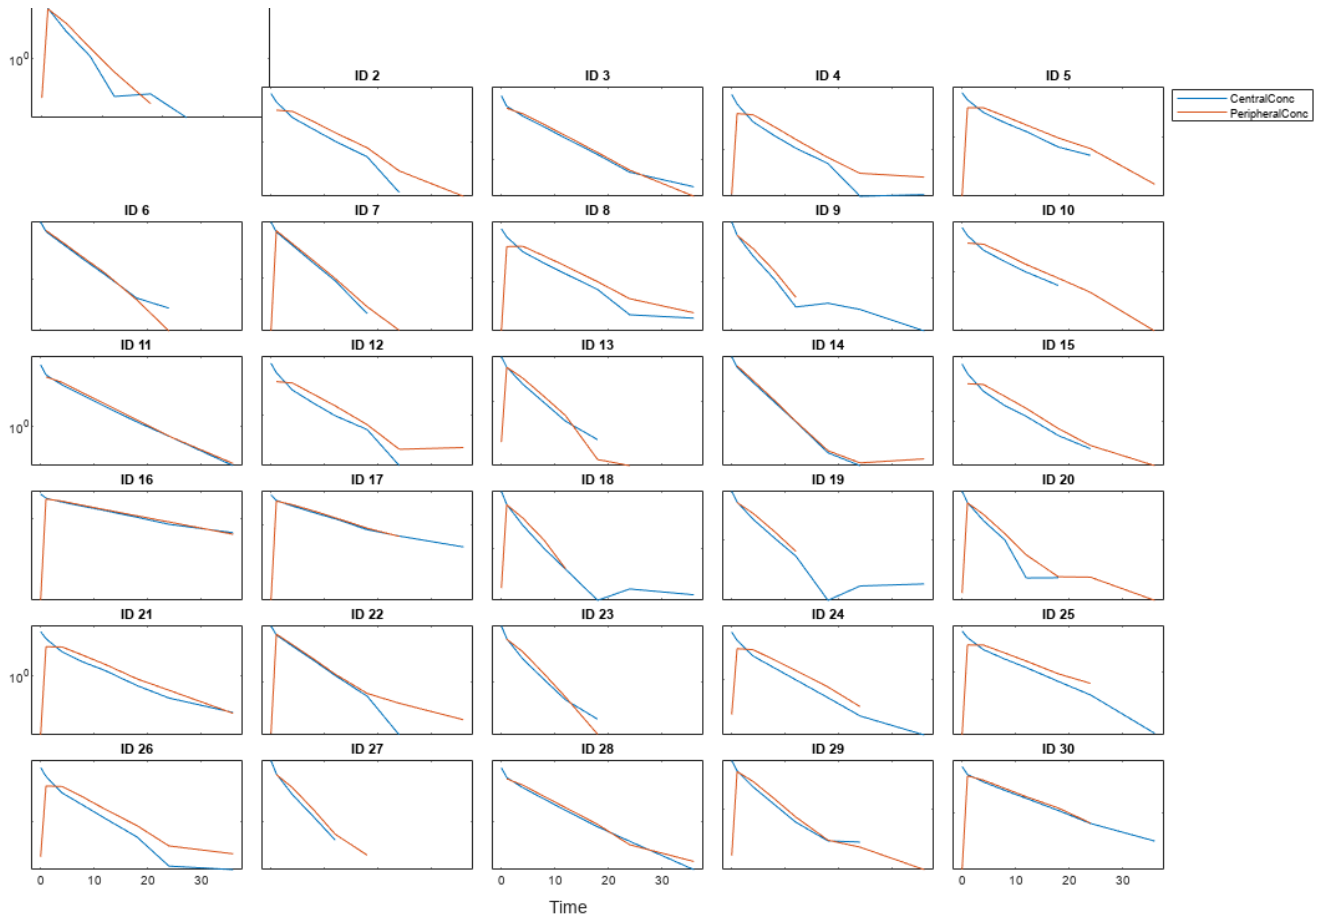 10^0
ID 2 ID 3 ID 4 ID 5
CentralConc
PeripheralConc
ID 6 ID 7 ID 8 ID 9 ID 10
ID 11 ID 12 ID 13 ID 14 ID 15
10^0
ID 16 ID 17 ID 18 ID 19 ID 20
ID 21 ID 22 ID 23 ID 24 ID 25
10^0
ID 26 ID 27 ID 28 ID 29 ID 30
0 10 20 30 0 10 20 30 0 10 20 30
Time